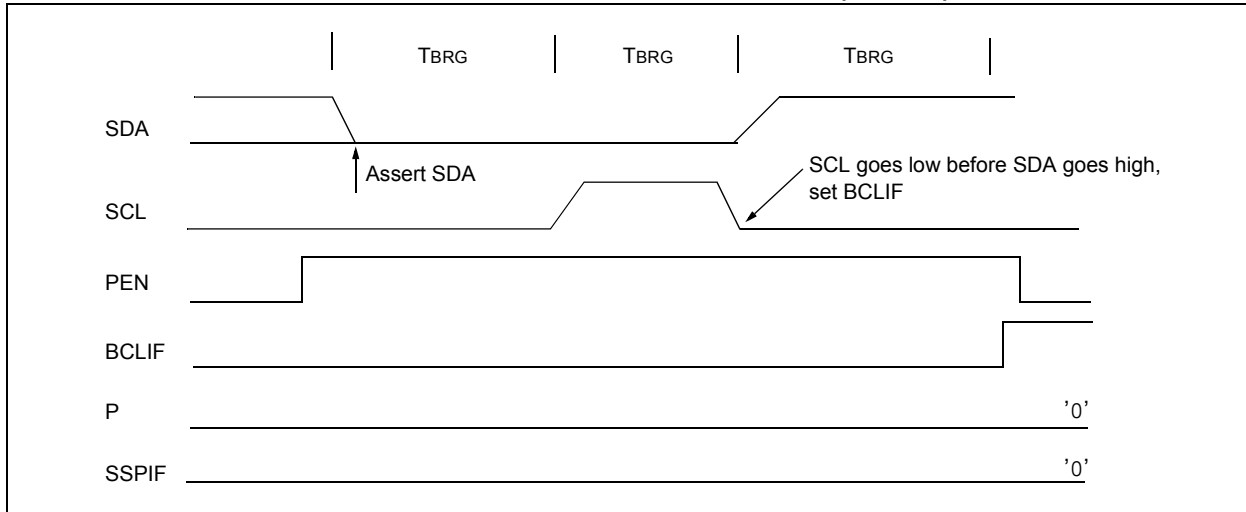 TBRG TBRG TBRG
SDA
Assert SDA
SCL goes low before SDA goes high,
set BCLIF
SCL
PEN
BCLIF
P '0'
SSPIF '0'